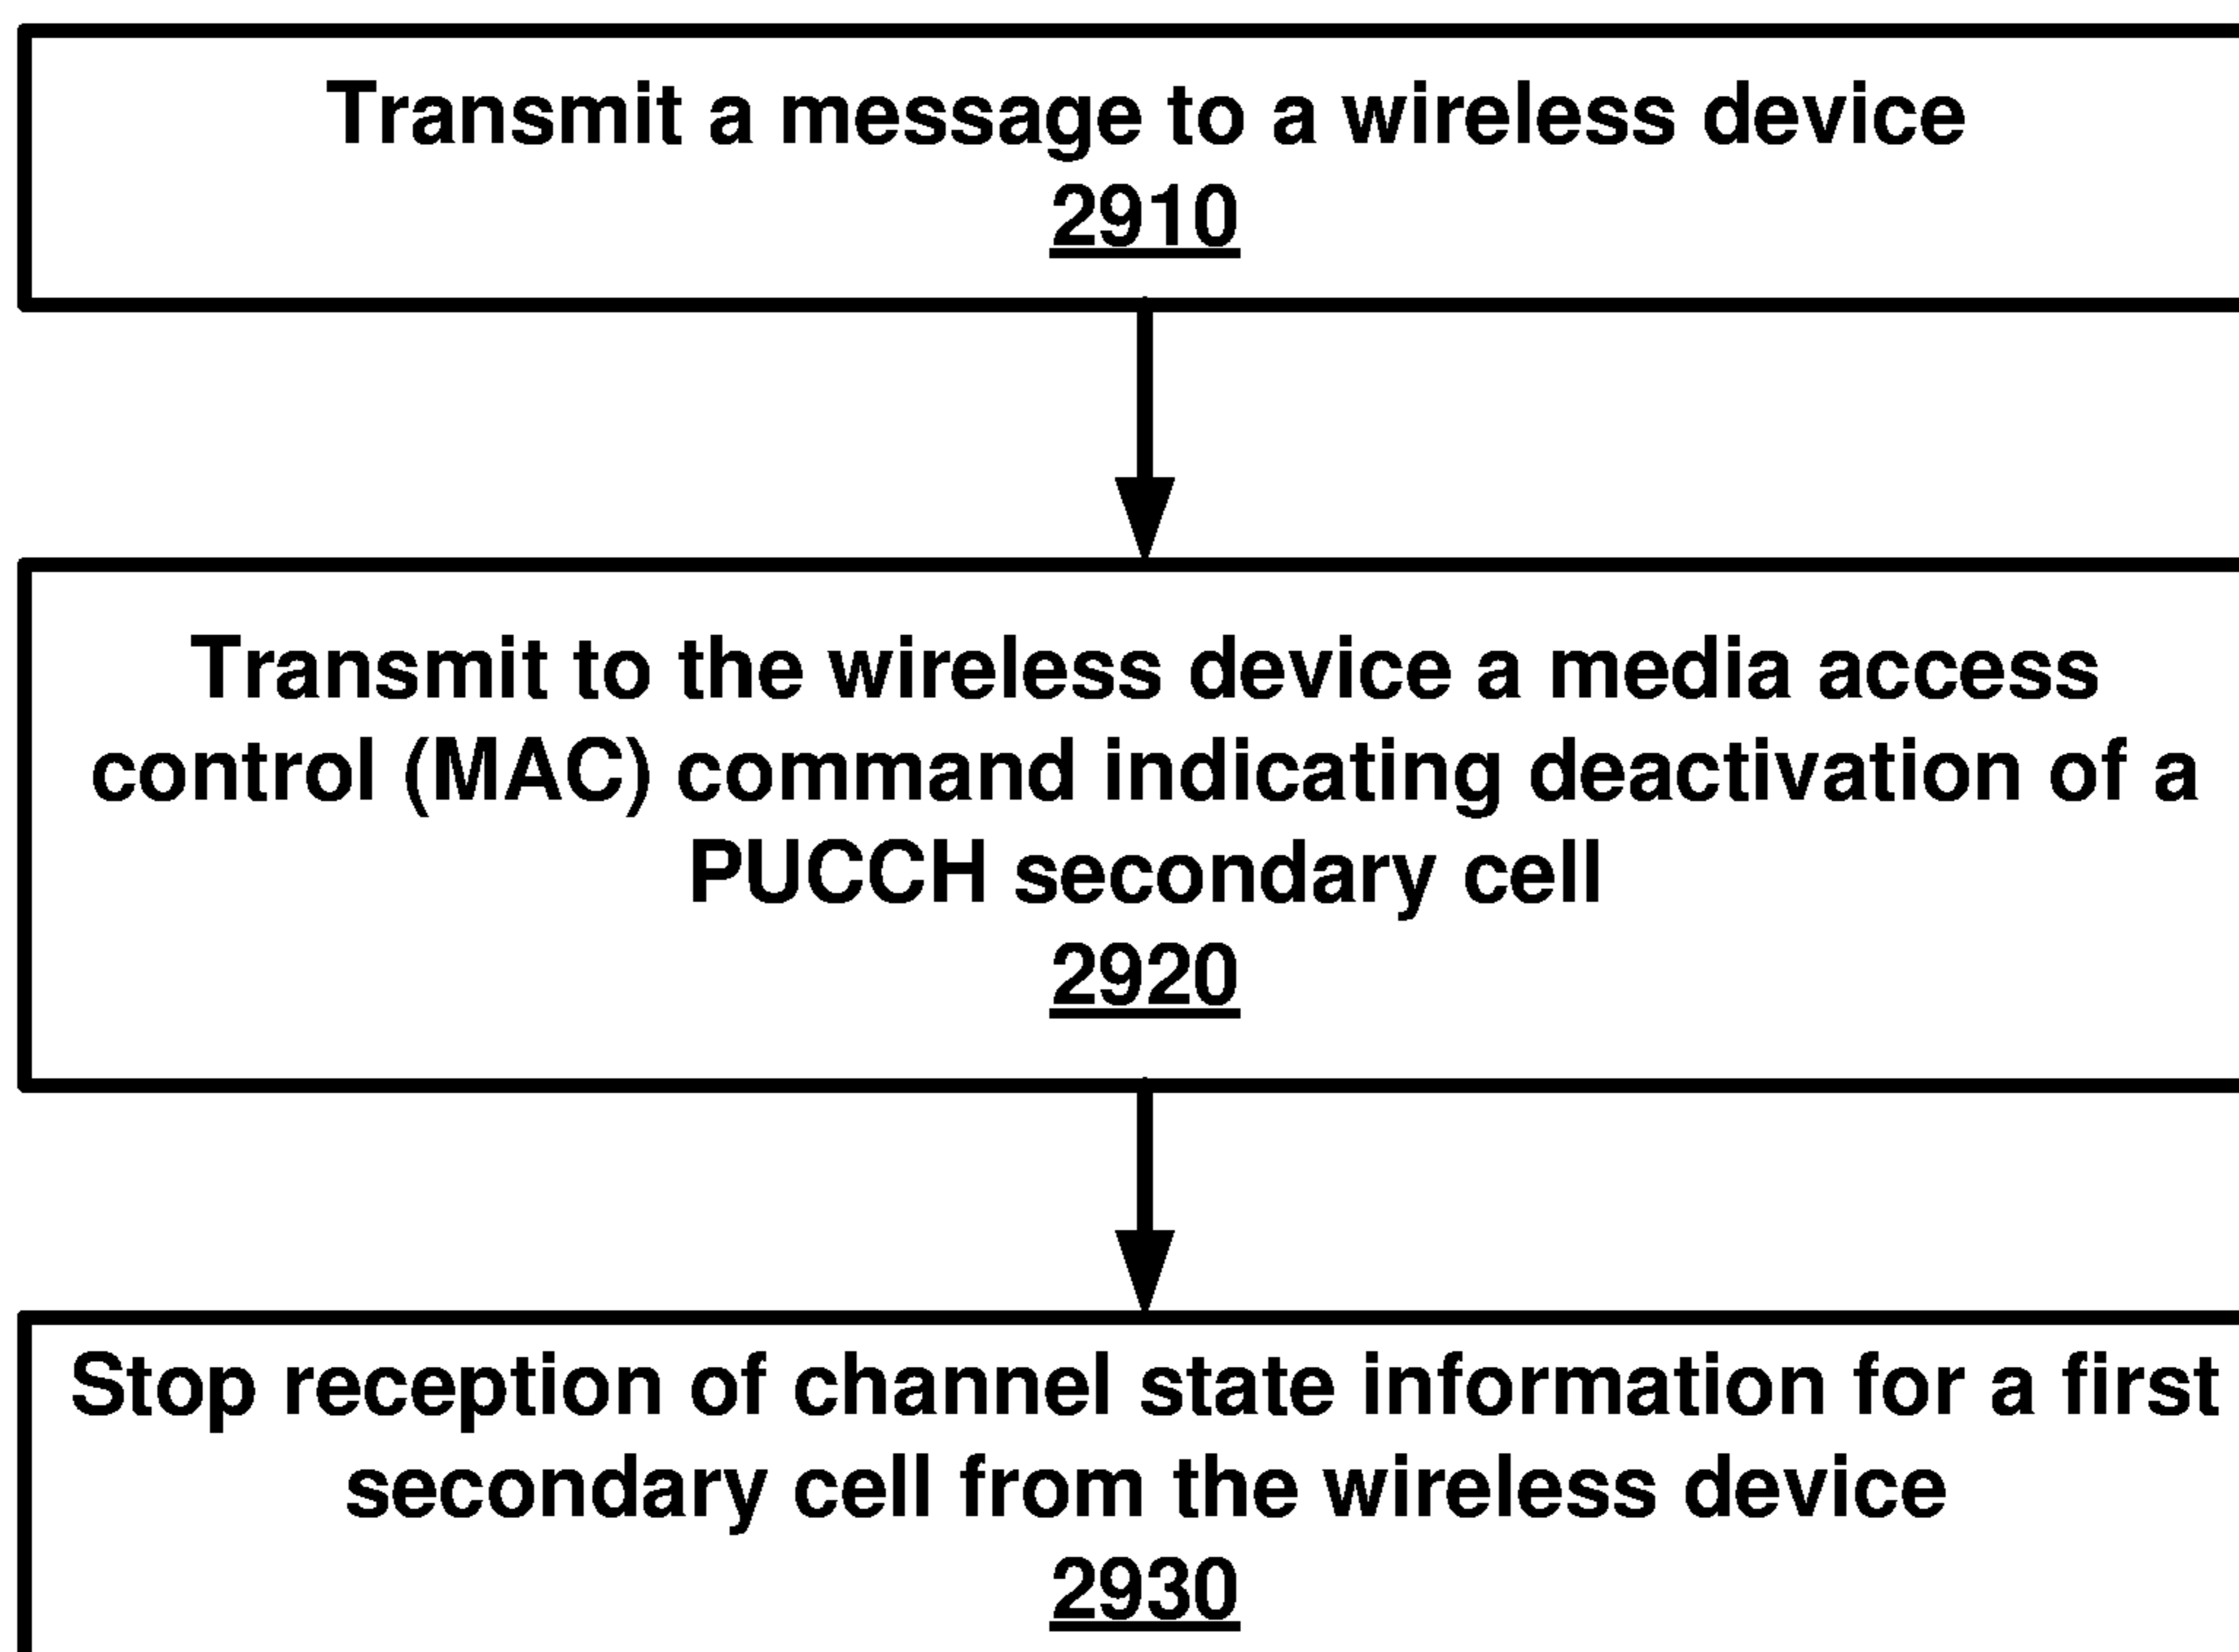 Transmit a message to a wireless device
2910
Transmit to the wireless device a media access
control (MAC) command indicating deactivation of a
PUCCH secondary cell
2920
Stop reception of channel state information for a first
secondary cell from the wireless device
2930